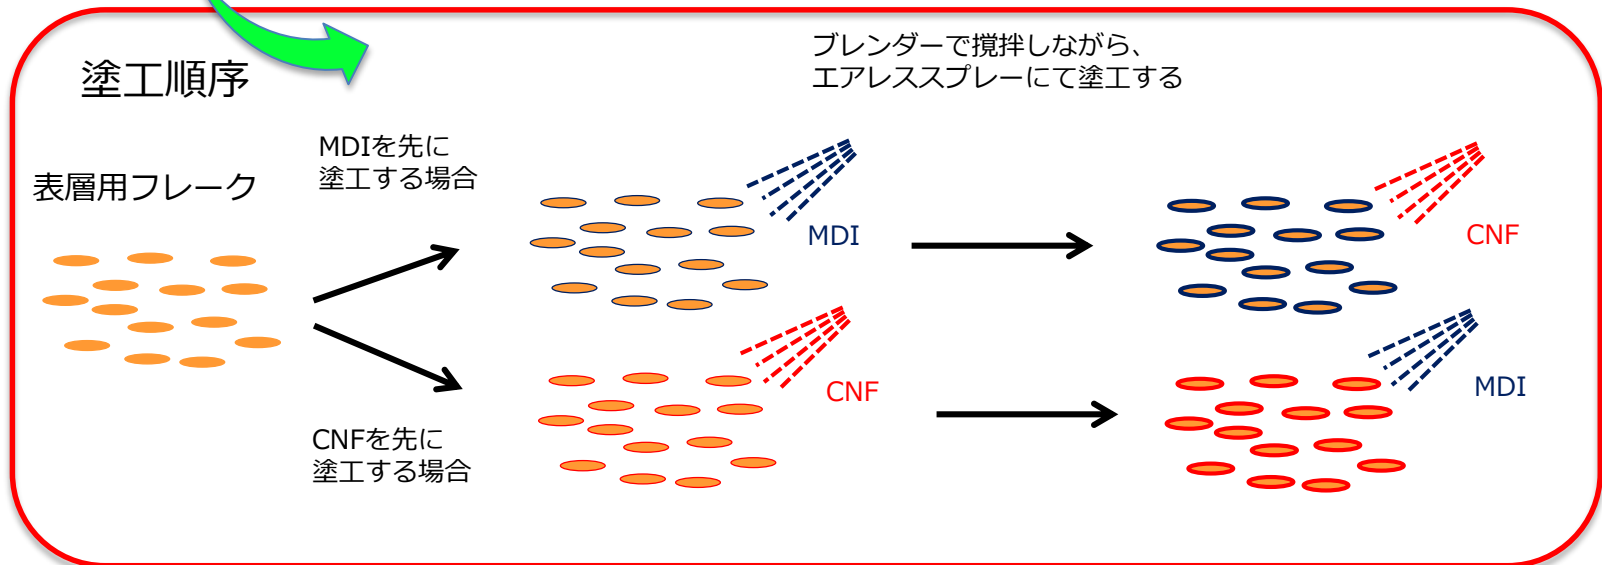 塗工順序
ブレンダーで撹拌しながら、
エアレススプレーにて塗工する
MDIを先に
塗工する場合
表層用フレーク
MDI
CNF
CNFを先に
塗工する場合
CNF
MDI